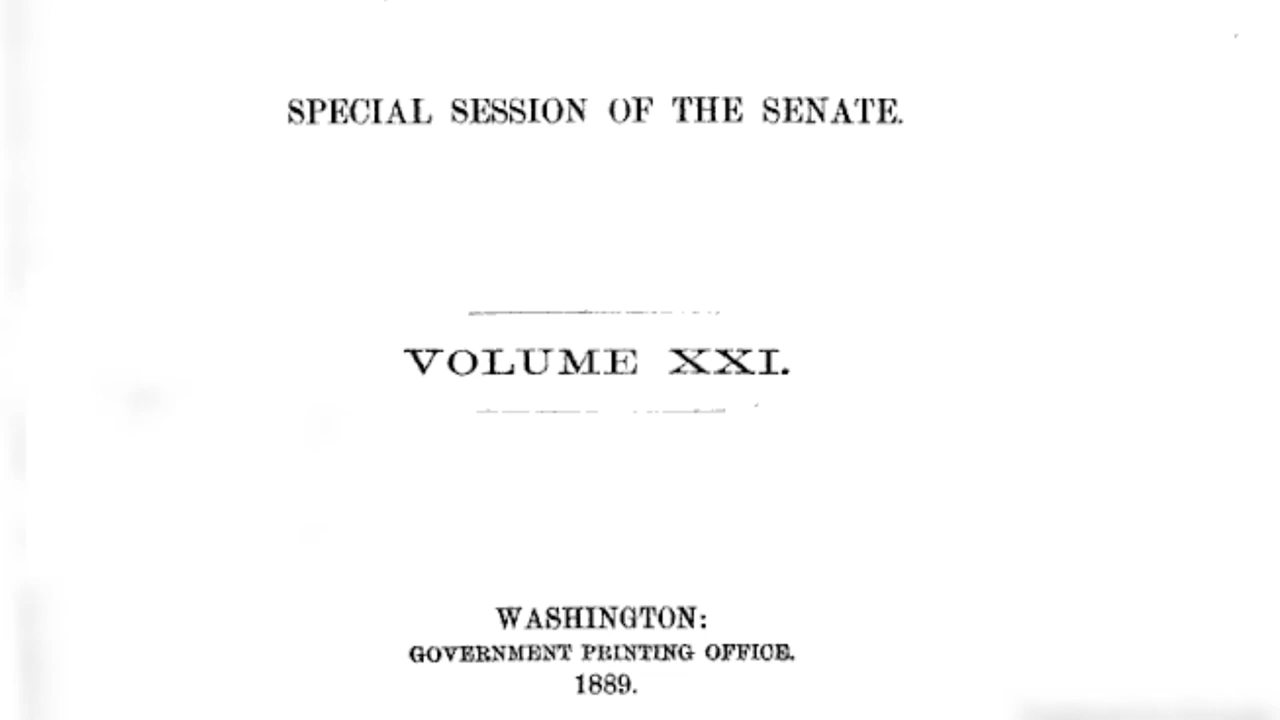 SPECIAL SESSION OF THE SENATE.
VOLUME XXI.
WASHINGTON:
GOVERNMENT PRINTING OFFICE.
1889.